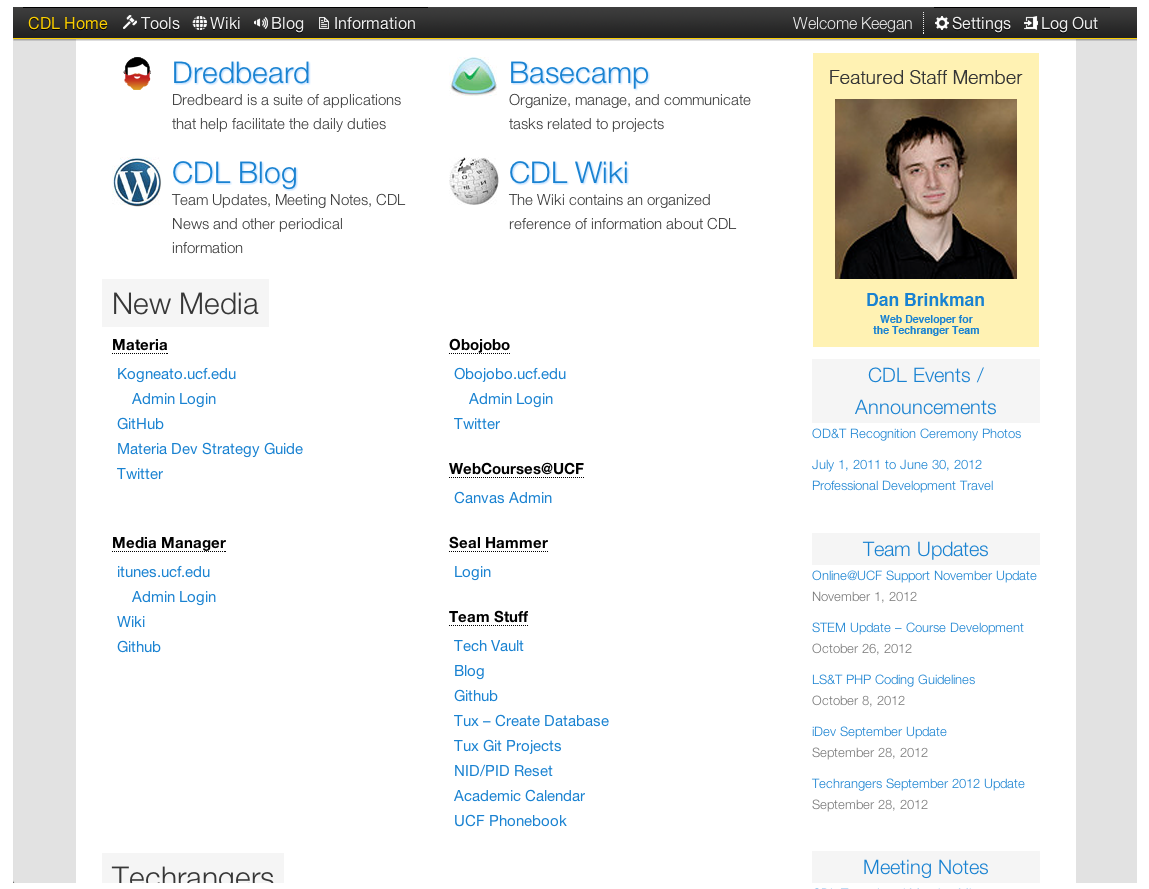 CDL Home Tools Wiki Blog Information Welcome Keegan Settings Log Out
Dredbeard
Dredbeard is a suite of applications
that help facilitate the daily duties
Basecamp
Organize, manage, and communicate
tasks related to projects
CDL Blog
Team Updates, Meeting Notes, CDL
News and other periodical
information
CDL Wiki
The Wiki contains an organized
reference of information about CDL
New Media
Materia
Kogneato.ucf.edu
Admin Login
GitHub
Materia Dev Strategy Guide
Twitter
Media Manager
itunes.ucf.edu
Admin Login
Wiki
Github
Obojobo
Obojobo.ucf.edu
Admin Login
Twitter
WebCourses@UCF
Canvas Admin
Seal Hammer
Login
Team Stuff
Tech Vault
Blog
Github
Tux – Create Database
Tux Git Projects
NID/PID Reset
Academic Calendar
UCF Phonebook
Techrangers
Featured Staff Member
Dan Brinkman
Web Developer for
the Techranger Team
CDL Events /
Announcements
OD&T Recognition Ceremony Photos
July 1, 2011 to June 30, 2012
Professional Development Travel
Team Updates
Online@UCF Support November Update
November 1, 2012
STEM Update – Course Development
October 26, 2012
LS&T PHP Coding Guidelines
October 8, 2012
iDev September Update
September 28, 2012
Techrangers September 2012 Update
September 28, 2012
Meeting Notes